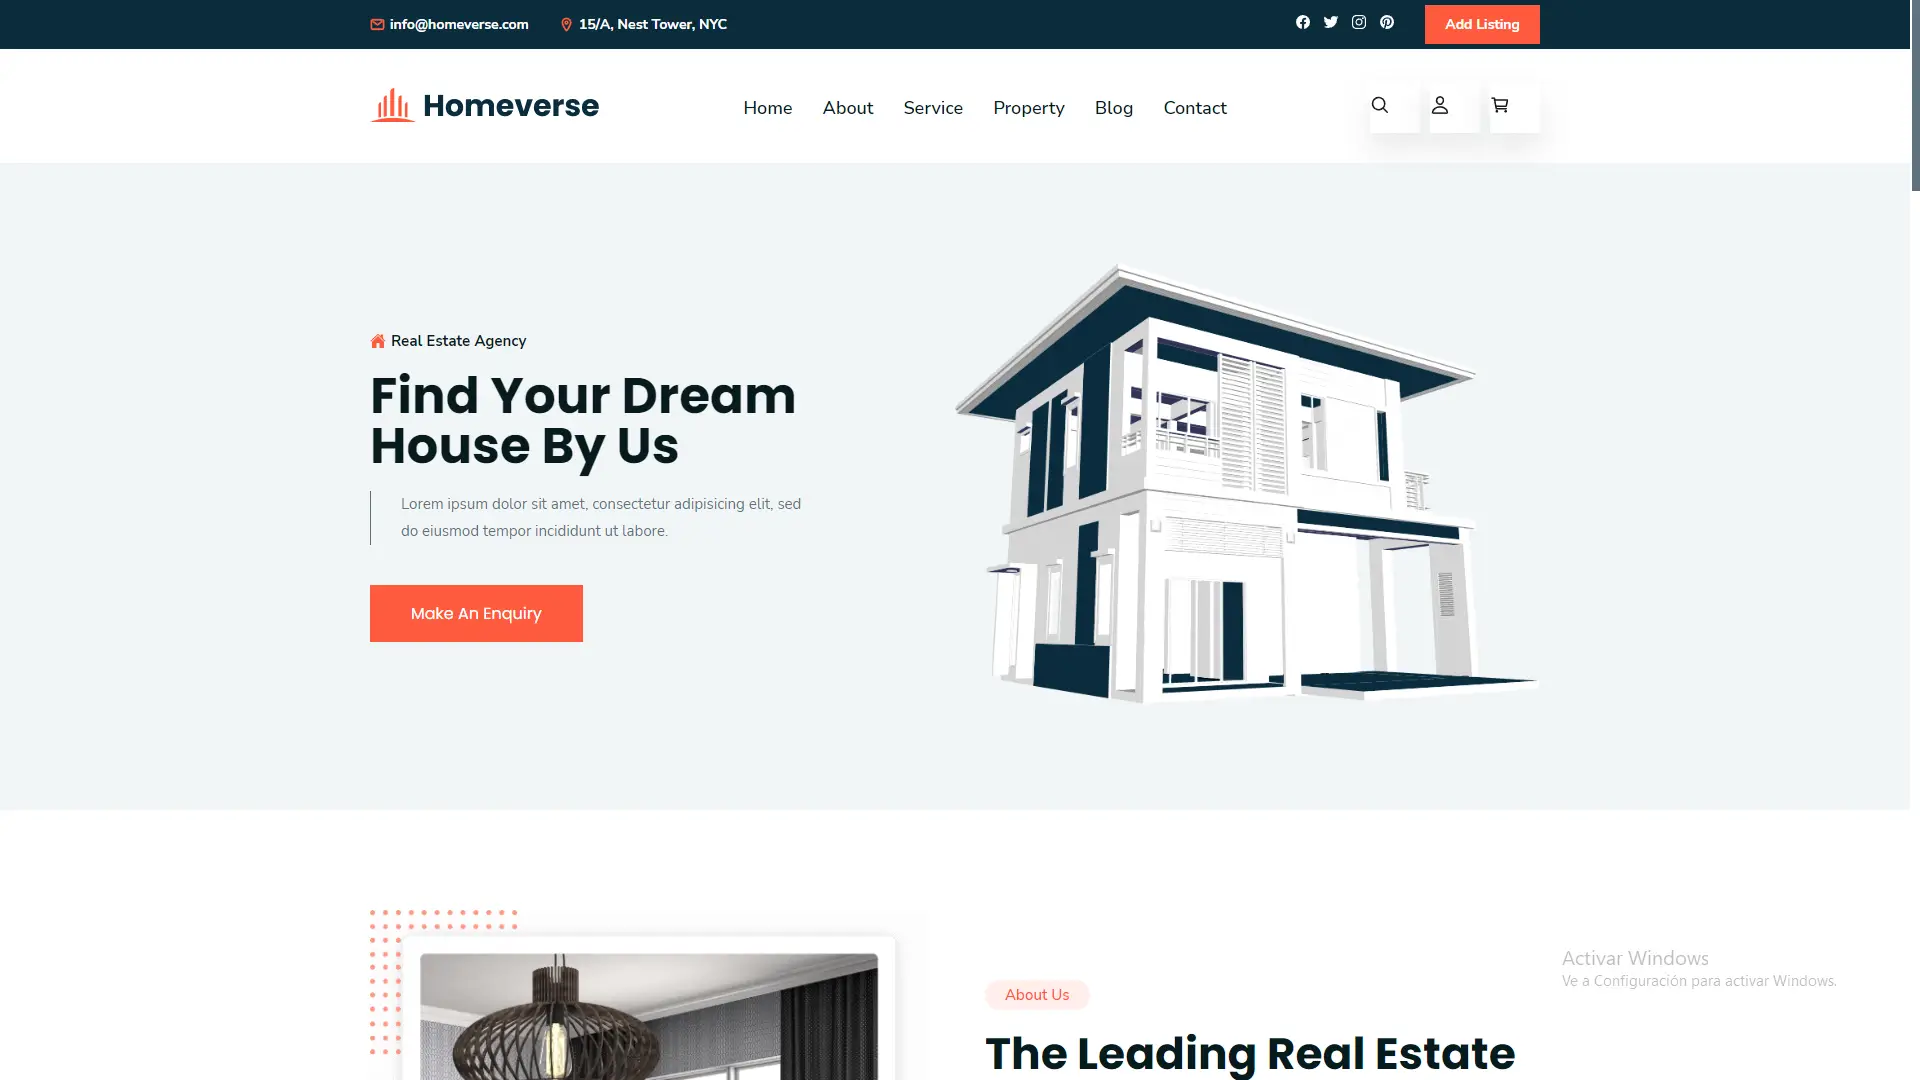 info@homeverse.com
15/A, Nest Tower, NYC
Add Listing
Homeverse
Home
About
Service
Property
Blog
Contact
Real Estate Agency
Find Your Dream
House By Us
Lorem ipsum dolor sit amet, consectetur adipisicing elit, sed
do eiusmod tempor incididunt ut labore.
Make An Enquiry
About Us
The Leading Real Estate
Activar Windows
Ve a Configuración para activar Windows.